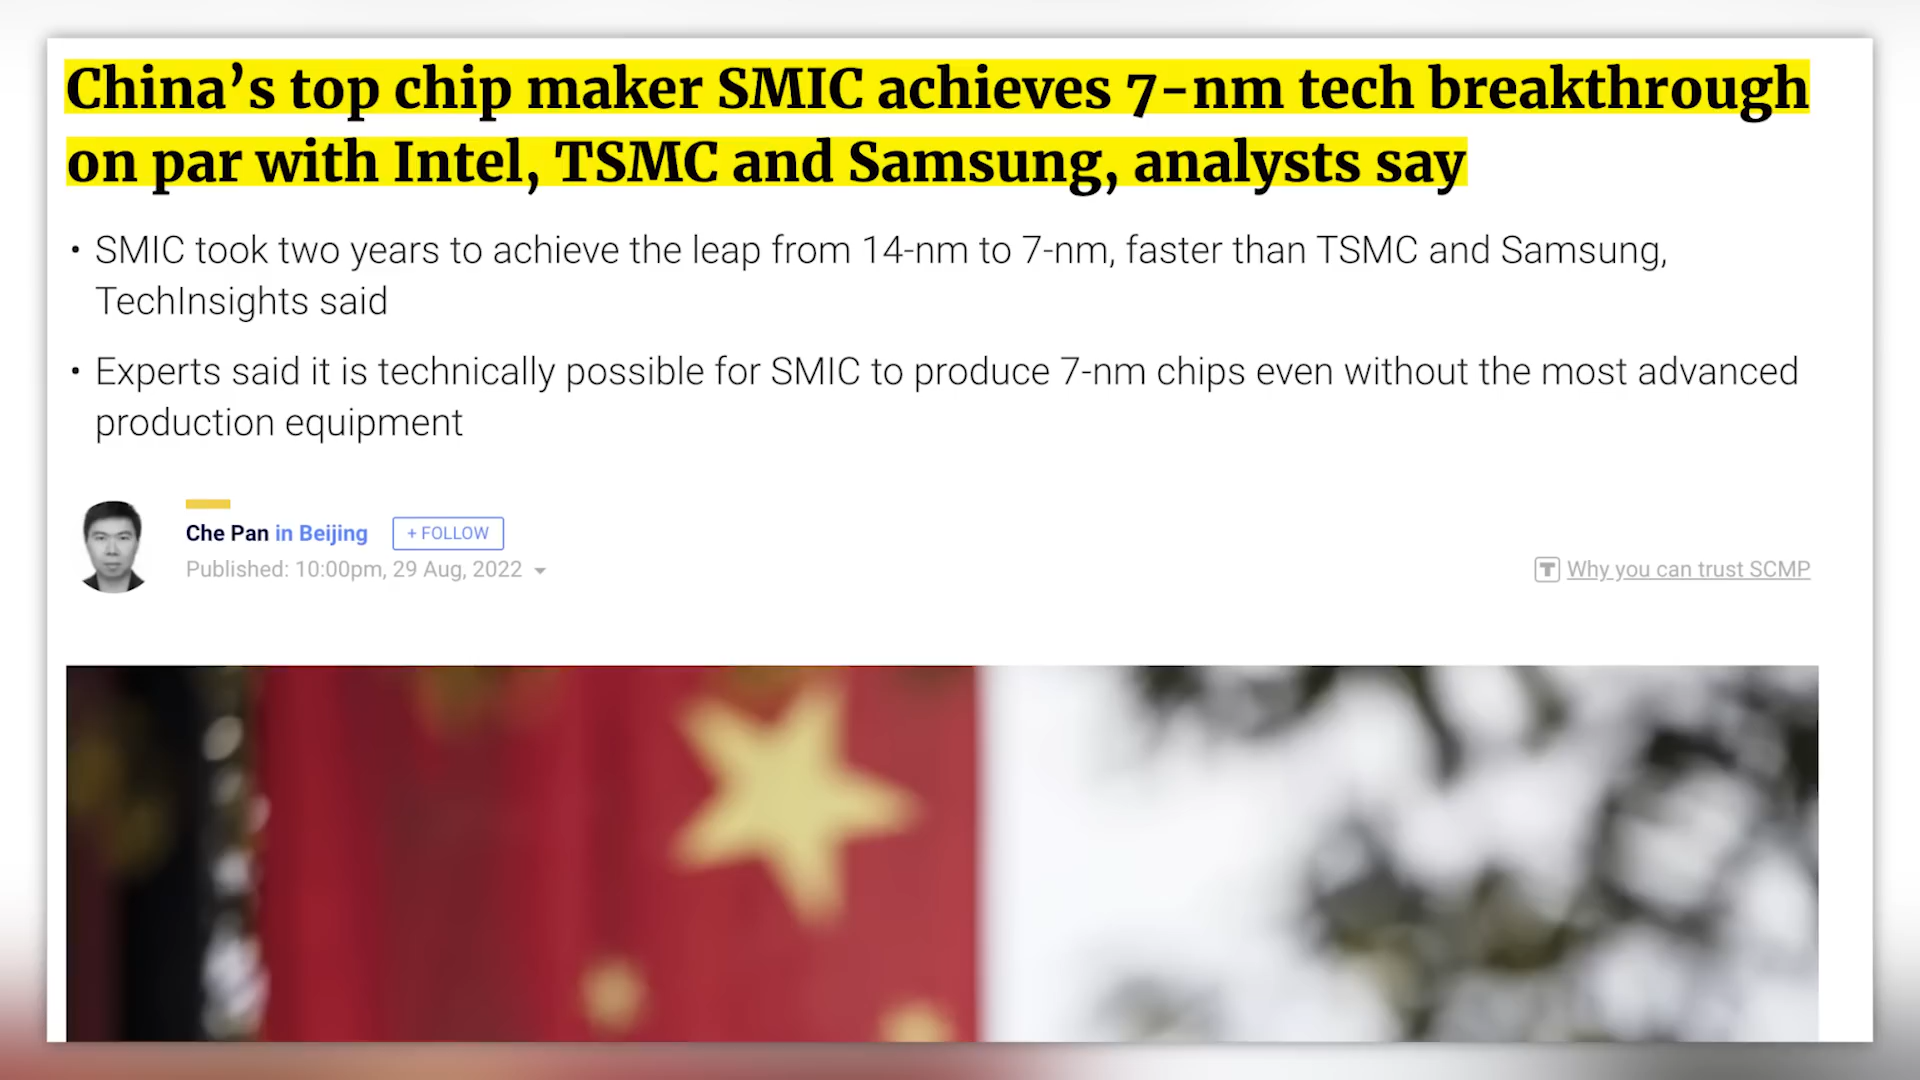 China’s top chip maker SMIC achieves 7-nm tech breakthrough
on par with Intel, TSMC and Samsung, analysts say
• SMIC took two years to achieve the leap from 14-nm to 7-nm, faster than TSMC and Samsung,
TechInsights said
• Experts said it is technically possible for SMIC to produce 7-nm chips even without the most advanced
production equipment
Che Pan in Beijing + FOLLOW
Published: 10:00pm, 29 Aug, 2022
T Why you can trust SCMP